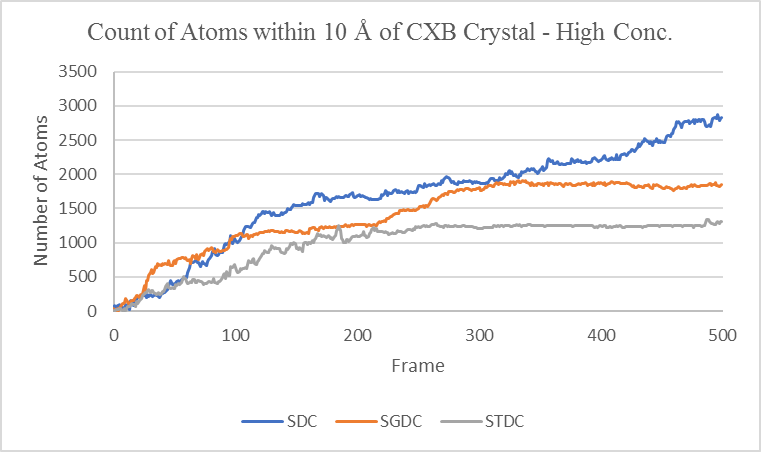 Count of Atoms within 10 Å of CXB Crystal - High Conc.
3500
3000
2500
2000
1500
1000
500
0
Number of Atoms
0 100 200 300 400 500
Frame
SDC SGDC STDC